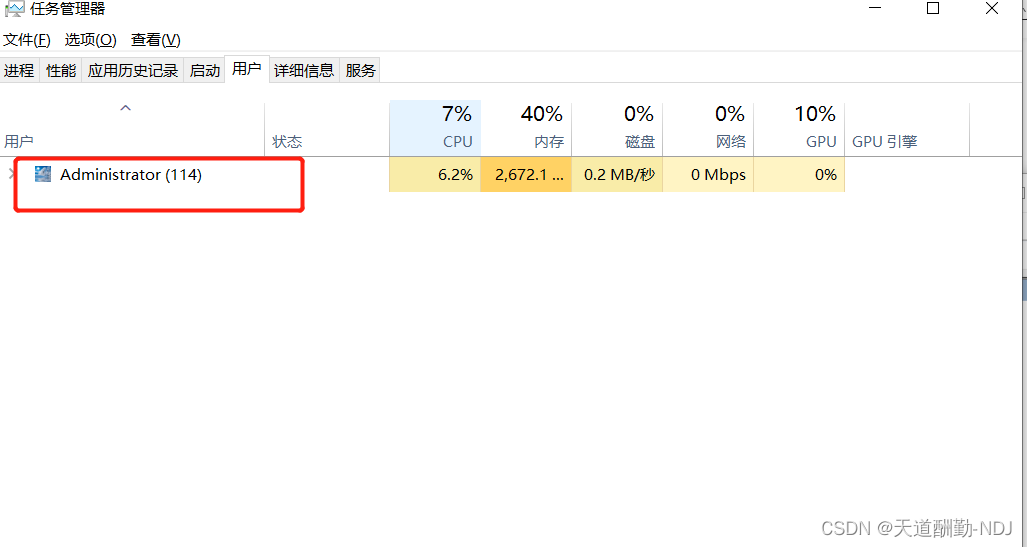 任务管理器
文件(F) 选项(O) 查看(V)
进程 性能 应用历史记录 启动 用户 详细信息 服务
7% 40% 0% 0% 10%
用户 状态 CPU 内存 磁盘 网络 GPU GPU 引擎
Administrator (114) 6.2% 2,672.1 ... 0.2 MB/秒 0 Mbps 0%
CSDN @天道酬勤-NDJ